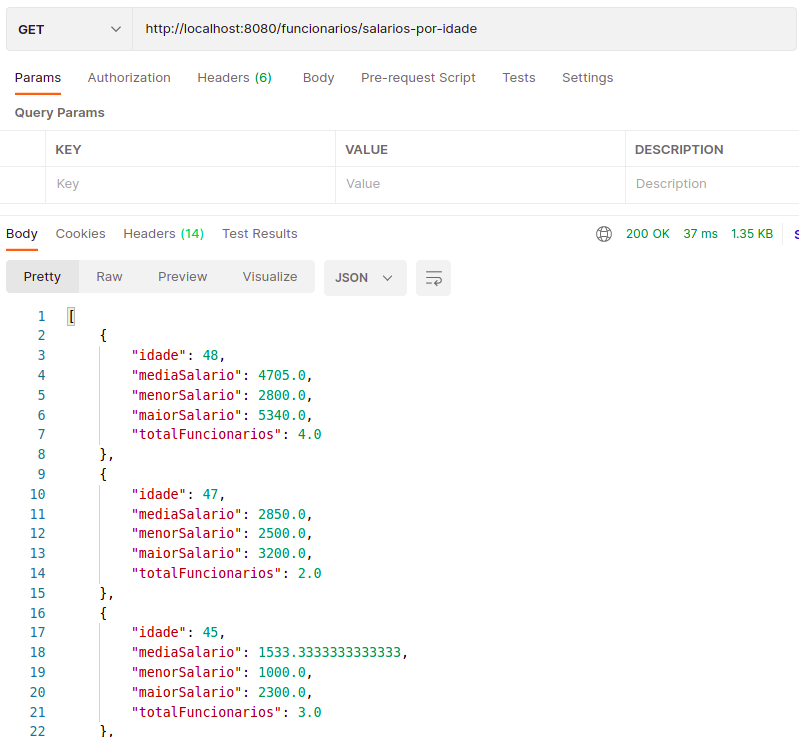 GET http://localhost:8080/funcionarios/salarios-por-idade
Params Authorization Headers (6) Body Pre-request Script Tests Settings
Query Params
KEY VALUE DESCRIPTION
Key Value Description
Body Cookies Headers (14) Test Results 200 OK 37 ms 1.35 KB
Pretty Raw Preview Visualize JSON
1 [
2 {
3 "idade": 48,
4 "mediaSalario": 4705.0,
5 "menorSalario": 2800.0,
6 "maiorSalario": 5340.0,
7 "totalFuncionarios": 4.0
8 },
9 {
10 "idade": 47,
11 "mediaSalario": 2850.0,
12 "menorSalario": 2500.0,
13 "maiorSalario": 3200.0,
14 "totalFuncionarios": 2.0
15 },
16 {
17 "idade": 45,
18 "mediaSalario": 1533.3333333333333,
19 "menorSalario": 1000.0,
20 "maiorSalario": 2300.0,
21 "totalFuncionarios": 3.0
22 },